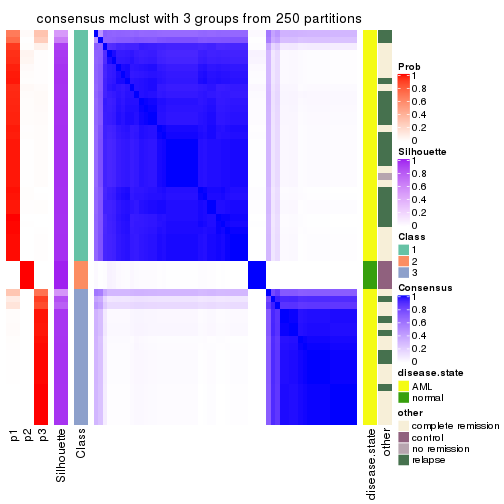 consensus mclust with 3 groups from 250 partitions
Prob
1
0.8
0.6
0.4
0.2
0
Silhouette
1
0.8
0.6
0.4
0.2
0
Class
1
2
3
Consensus
1
0.8
0.6
0.4
0.2
0
disease.state
AML
normal
other
complete remission
control
no remission
relapse
p1
p2
p3
Silhouette
Class
disease.state
other